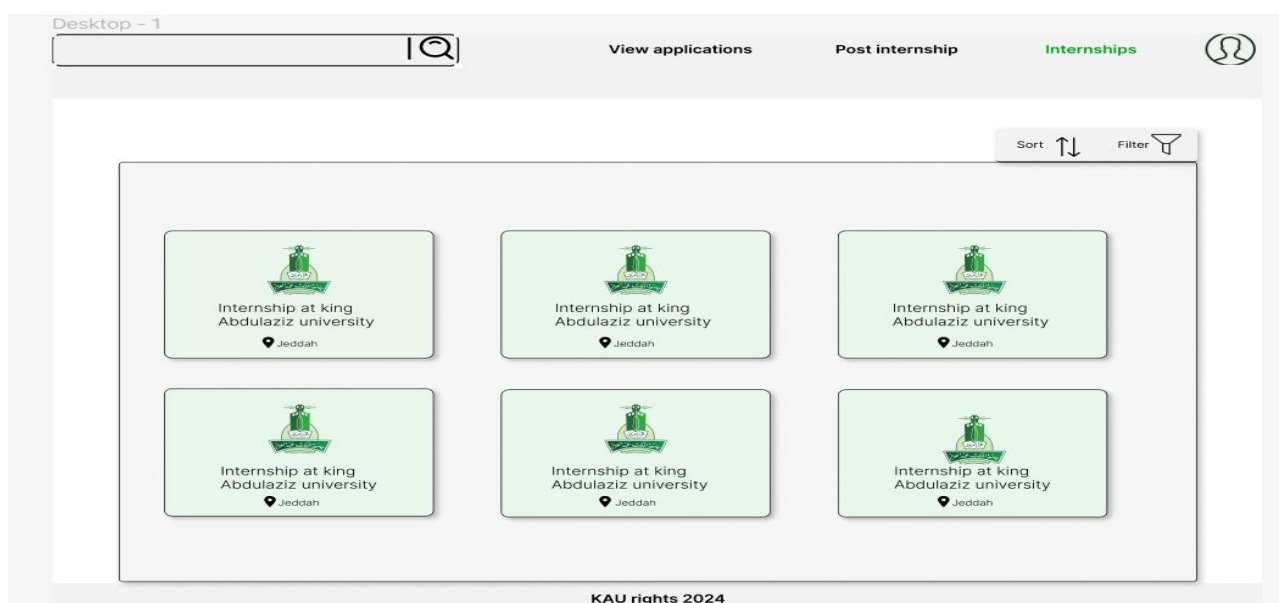 Desktop - 1
View applications Post internship Internships
Sort Filter
Internship at king
Abdulaziz university
Jeddah
Internship at king
Abdulaziz university
Jeddah
Internship at king
Abdulaziz university
Jeddah
Internship at king
Abdulaziz university
Jeddah
Internship at king
Abdulaziz university
Jeddah
Internship at king
Abdulaziz university
Jeddah
KAU rights 2024